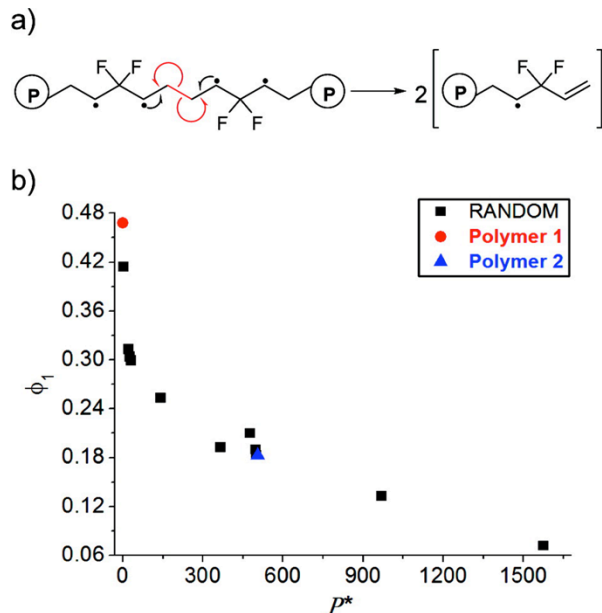 a)
F F
P
P
2
F F
P
F F
b)
0.48
0.42
0.36
0.30
0.24
0.18
0.12
0.06
ϕ1
RANDOM
Polymer 1
Polymer 2
0 300 600 900 1200 1500
P*